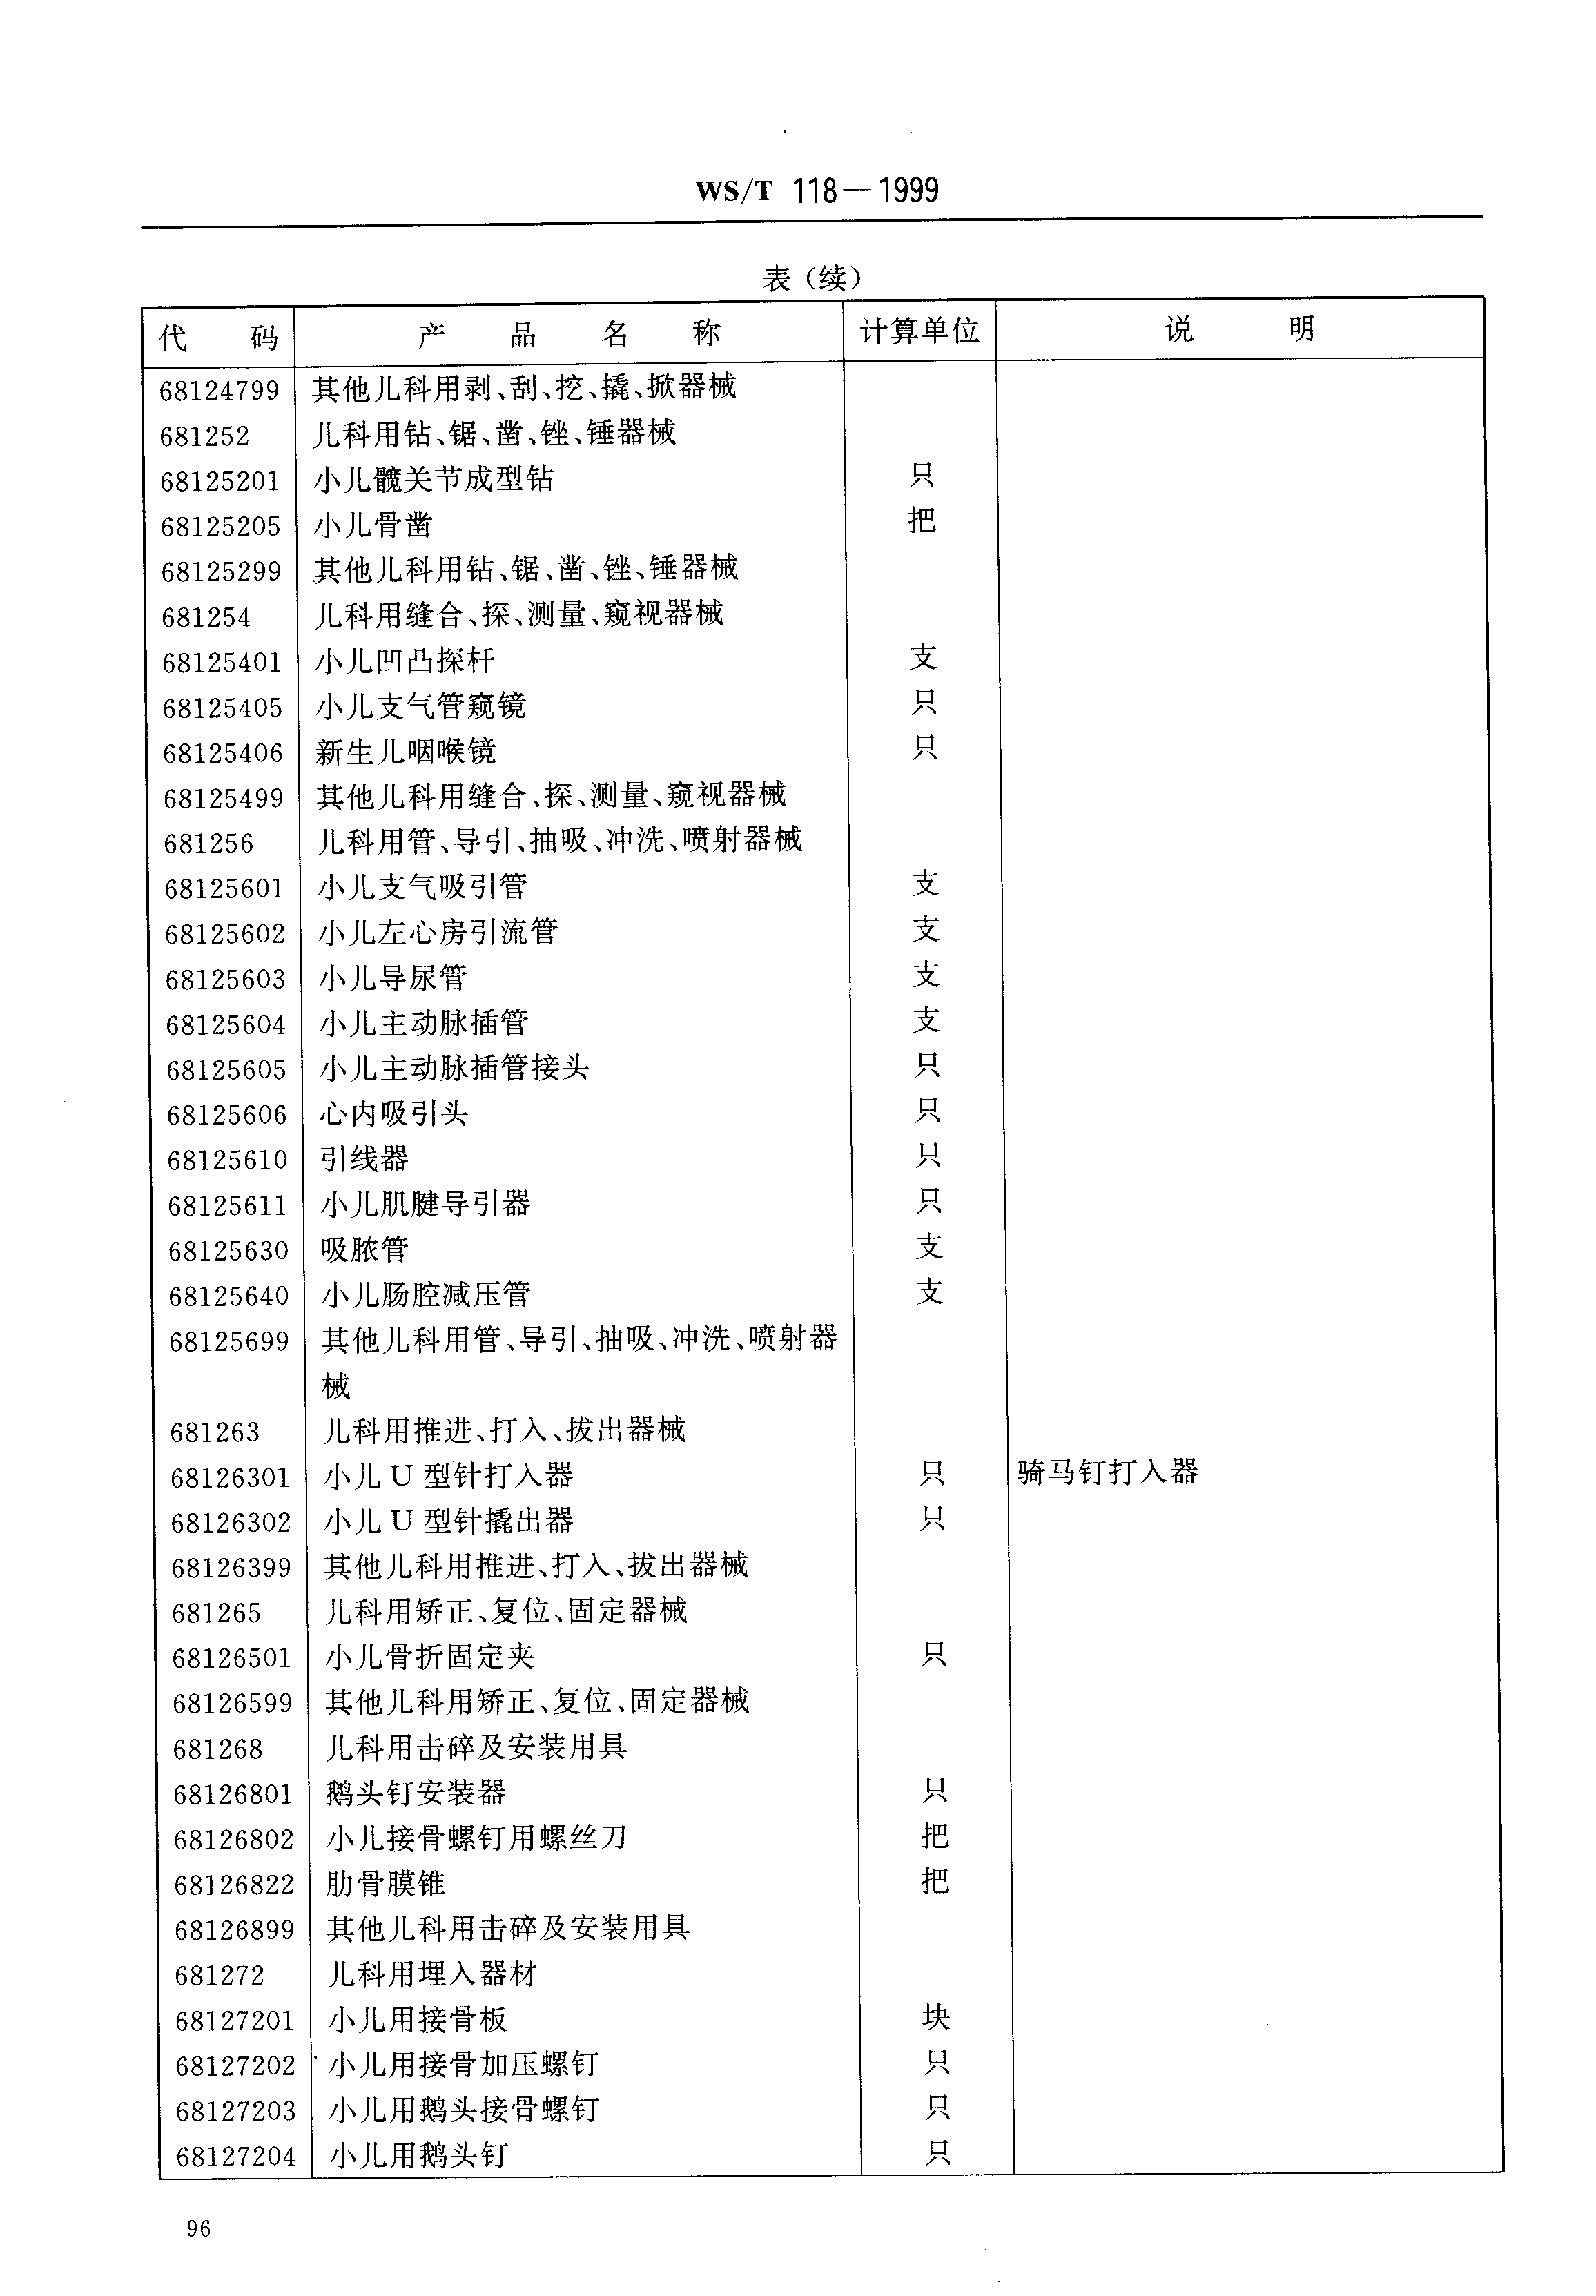 WS/T 118—1999
表(续)
代 码 产 品 名 称 计算单位 说 明
68124799 其他儿科用剥、刮、挖、撬、掀器械
681252 儿科用钻、锯、凿、锉、锤器械
68125201 小儿髋关节成型钻 只
68125205 小儿骨凿 把
68125299 其他儿科用钻、锯、凿、锉、锤器械
681254 儿科用缝合、探、测量、窥视器械
68125401 小儿凹凸探杆 支
68125405 小儿支气管窥镜 只
68125406 新生儿咽喉镜 只
68125499 其他儿科用缝合、探、测量、窥视器械
681256 儿科用管、导引、抽吸、冲洗、喷射器械
68125601 小儿支气吸引管 支
68125602 小儿左心房引流管 支
68125603 小儿导尿管 支
68125604 小儿主动脉插管 支
68125605 小儿主动脉插管接头 只
68125606 心内吸引头 只
68125610 引线器 只
68125611 小儿肌腱导引器 只
68125630 吸脓管 支
68125640 小儿肠腔减压管 支
68125699 其他儿科用管、导引、抽吸、冲洗、喷射器
械
681263 儿科用推进、打入、拔出器械
68126301 小儿 U 型针打入器 只 骑马钉打入器
68126302 小儿 U 型针撬出器 只
68126399 其他儿科用推进、打入、拔出器械
681265 儿科用矫正、复位、固定器械
68126501 小儿骨折固定夹 只
68126599 其他儿科用矫正、复位、固定器械
681268 儿科用击碎及安装用具
68126801 鹅头钉安装器 只
68126802 小儿接骨螺钉用螺丝刀 把
68126822 肋骨膜锥 把
68126899 其他儿科用击碎及安装用具
681272 儿科用埋入器材
68127201 小儿用接骨板 块
68127202 小儿用接骨加压螺钉 只
68127203 小儿用鹅头接骨螺钉 只
68127204 小儿用鹅头钉 只
96